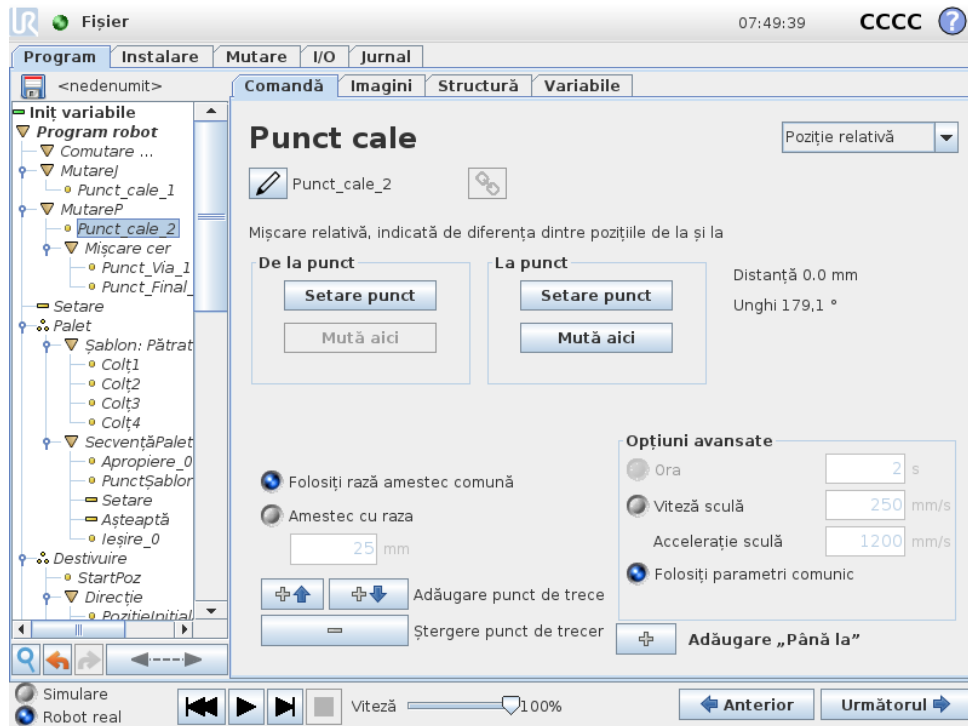 Fișier
07:49:39
CCCC
?
Program Instalare Mutare I/O Jurnal
<nedenumit>
Comandă Imagini Structură Variabile
Iniț variabile
Program robot
Comutare ...
MutareJ
Punct_cale_1
MutareP
Punct_cale_2
Mișcare cer
Punct_Via_1
Punct_Final_
Setare
Palet
Șablon: Pătrat
Colț1
Colț2
Colț3
Colț4
SecvențăPalet
Apropiere_0
PunctȘablor
Setare
Așteaptă
Ieșire_0
Destivuire
StartPoz
Direcție
PozițieInițial
Punct cale
Poziție relativă
Punct_cale_2
Mișcare relativă, indicată de diferența dintre pozițiile de la și la
De la punct
Setare punct
Mută aici
La punct
Setare punct
Mută aici
Distanță 0.0 mm
Unghi 179,1 °
Folosiți rază amestec comună
Amestec cu raza
25 mm
Adăugare punct de trece
Ștergere punct de trecer
Opțiuni avansate
Ora 2 s
Viteză sculă 250 mm/s
Accelerație sculă 1200 mm/s
Folosiți parametri comunic
Adăugare „Până la”
Simulare
Robot real
Viteză 100%
Anterior
Următorul